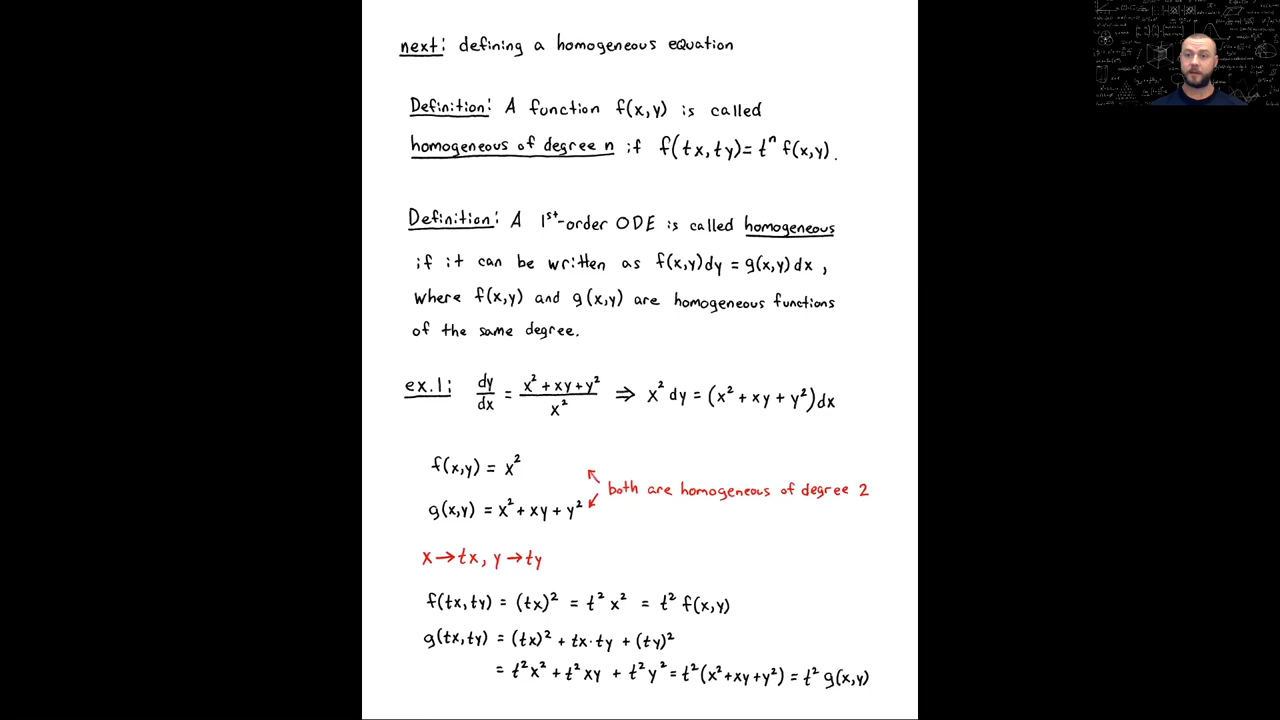 next: defining a homogeneous equation
Definition: A function f(x,y) is called
homogeneous of degree n if f(tx,ty)=tⁿ f(x,y).
Definition: A 1ˢᵗ-order ODE is called homogeneous
if it can be written as f(x,y)dy = g(x,y)dx,
where f(x,y) and g(x,y) are homogeneous functions
of the same degree.
ex.1: dy/dx = (x²+xy+y²)/x² ⇒ x² dy = (x²+xy+y²)dx
f(x,y) = x²
both are homogeneous of degree 2
g(x,y) = x²+xy+y²
x→tx, y→ty
f(tx,ty) = (tx)² = t² x² = t² f(x,y)
g(tx,ty) = (tx)² + tx·ty + (ty)²
= t²x² + t²xy + t²y² = t²(x²+xy+y²) = t² g(x,y)